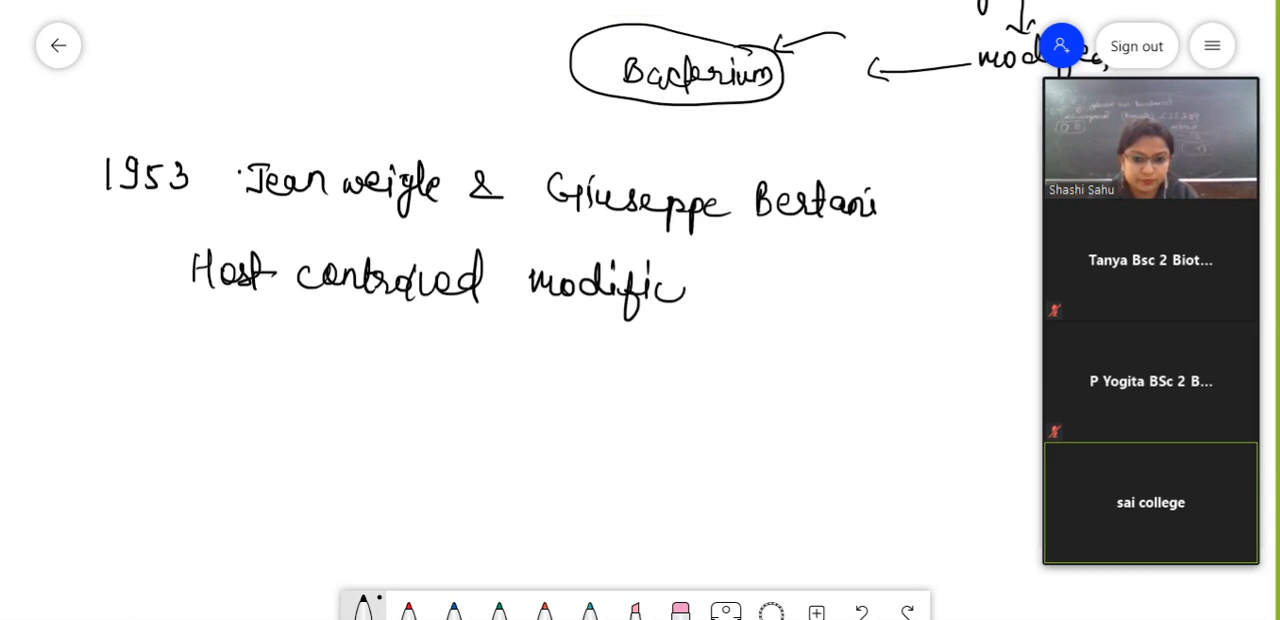 Bacterium
Sign out
1953 Jean weigle & Giuseppe Bertani
Host controlled modific
Shashi Sahu
Tanya Bsc 2 Biot...
P Yogita BSc 2 B...
sai college